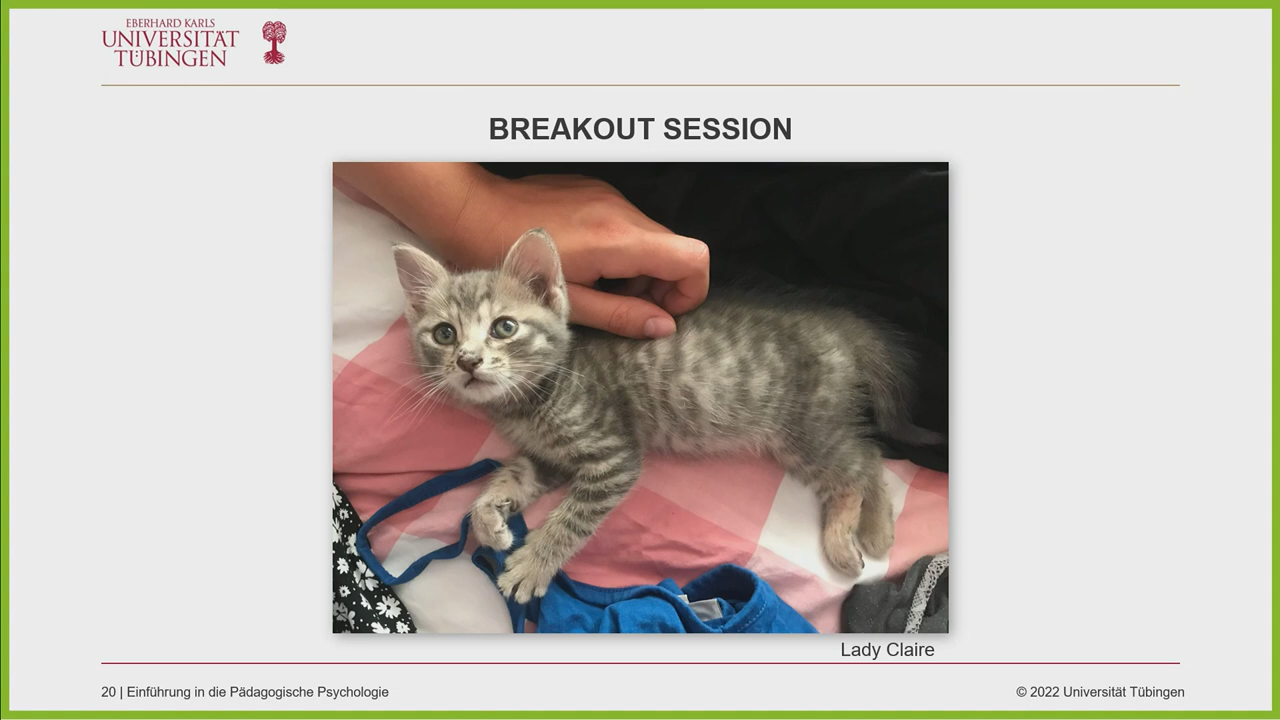 EBERHARD KARLS
UNIVERSITÄT
TÜBINGEN
BREAKOUT SESSION
Lady Claire
20 | Einführung in die Pädagogische Psychologie
© 2022 Universität Tübingen